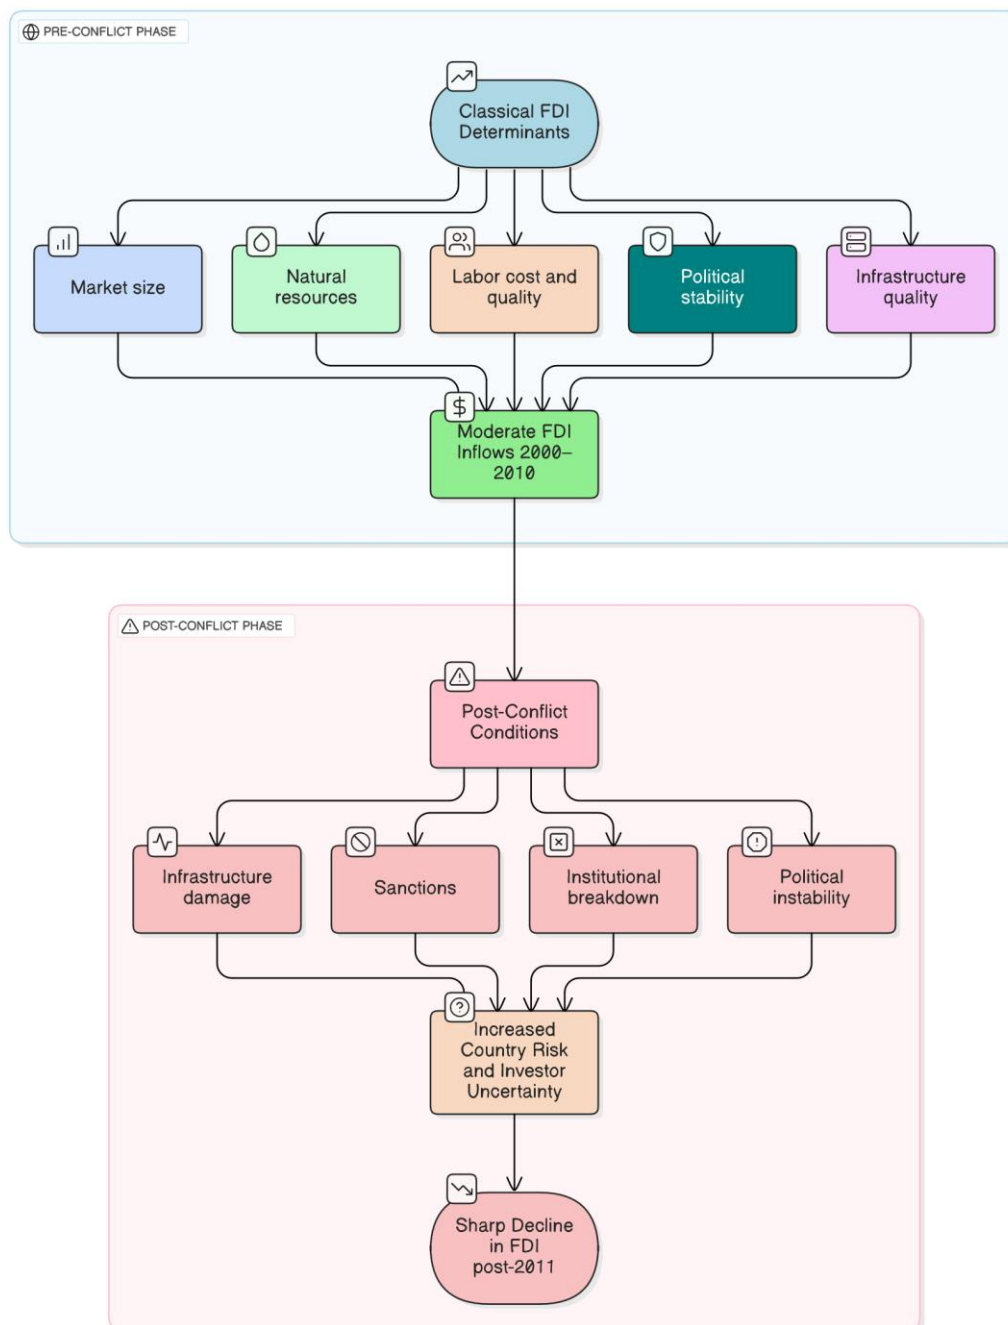 PRE-CONFLICT PHASE
Classical FDI
Determinants
Market size
Natural
resources
Labor cost and
quality
Political
stability
Infrastructure
quality
$
Moderate FDI
Inflows 2000–
2010
POST-CONFLICT PHASE
Post-Conflict
Conditions
Infrastructure
damage
Sanctions
Institutional
breakdown
Political
instability
?
Increased
Country Risk
and Investor
Uncertainty
Sharp Decline
in FDI
post-2011